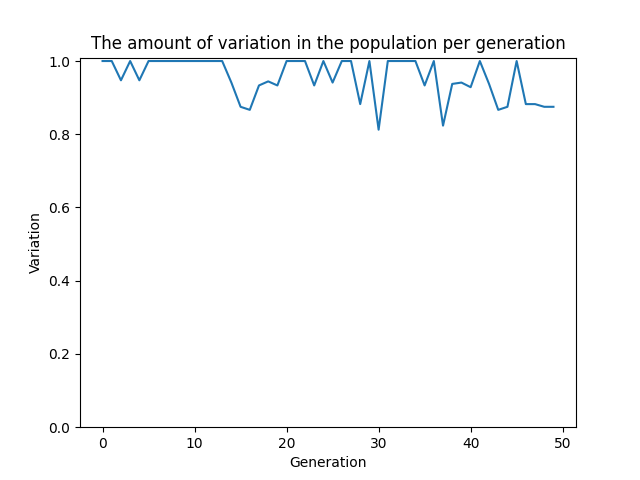 The amount of variation in the population per generation
1.0
0.8
0.6
0.4
0.2
0.0
Variation
0 10 20 30 40 50
Generation